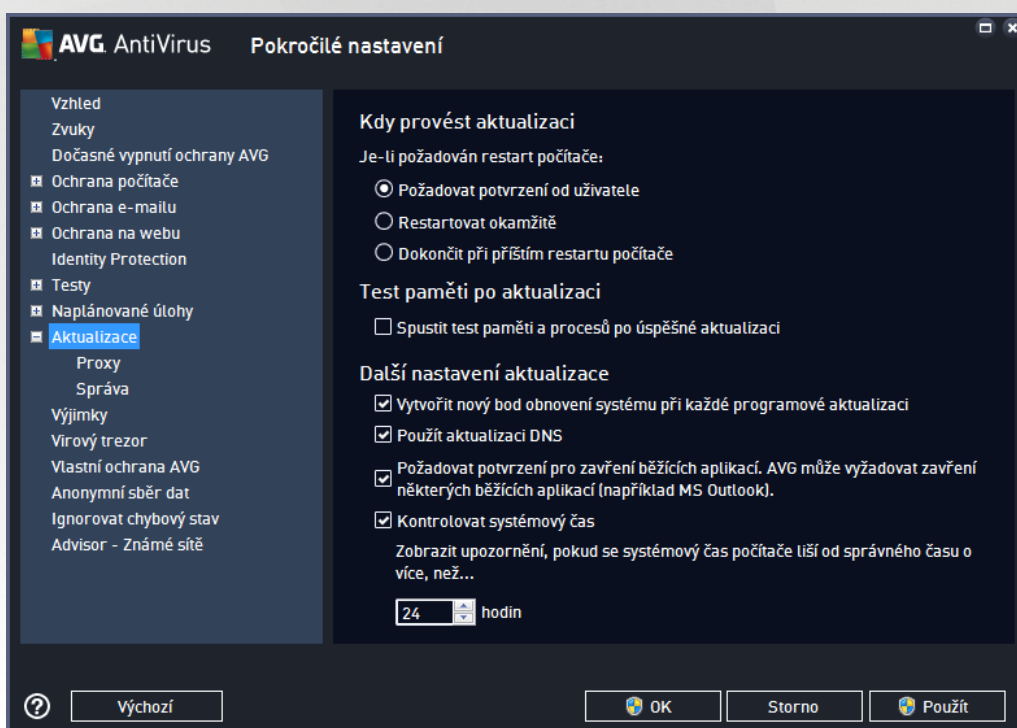 AVG. AntiVirus Pokročilé nastavení
Vzhled
Zvuky
Dočasné vypnutí ochrany AVG
Ochrana počítače
Ochrana e-mailu
Ochrana na webu
Identity Protection
Testy
Naplánované úlohy
Aktualizace
Proxy
Správa
Výjimky
Virový trezor
Vlastní ochrana AVG
Anonymní sběr dat
Ignorovat chybový stav
Advisor - Známé sítě
Kdy provést aktualizaci
Je-li požadován restart počítače:
Požadovat potvrzení od uživatele
Restartovat okamžitě
Dokončit při příštím restartu počítače
Test paměti po aktualizaci
Spustit test paměti a procesů po úspěšné aktualizaci
Další nastavení aktualizace
Vytvořit nový bod obnovení systému při každé programové aktualizaci
Použít aktualizaci DNS
Požadovat potvrzení pro zavření běžících aplikací. AVG může vyžadovat zavření
některých běžících aplikací (například MS Outlook).
Kontrolovat systémový čas
Zobrazit upozornění, pokud se systémový čas počítače liší od správného času o
více, než...
24 hodin
Výchozí
OK
Storno
Použít